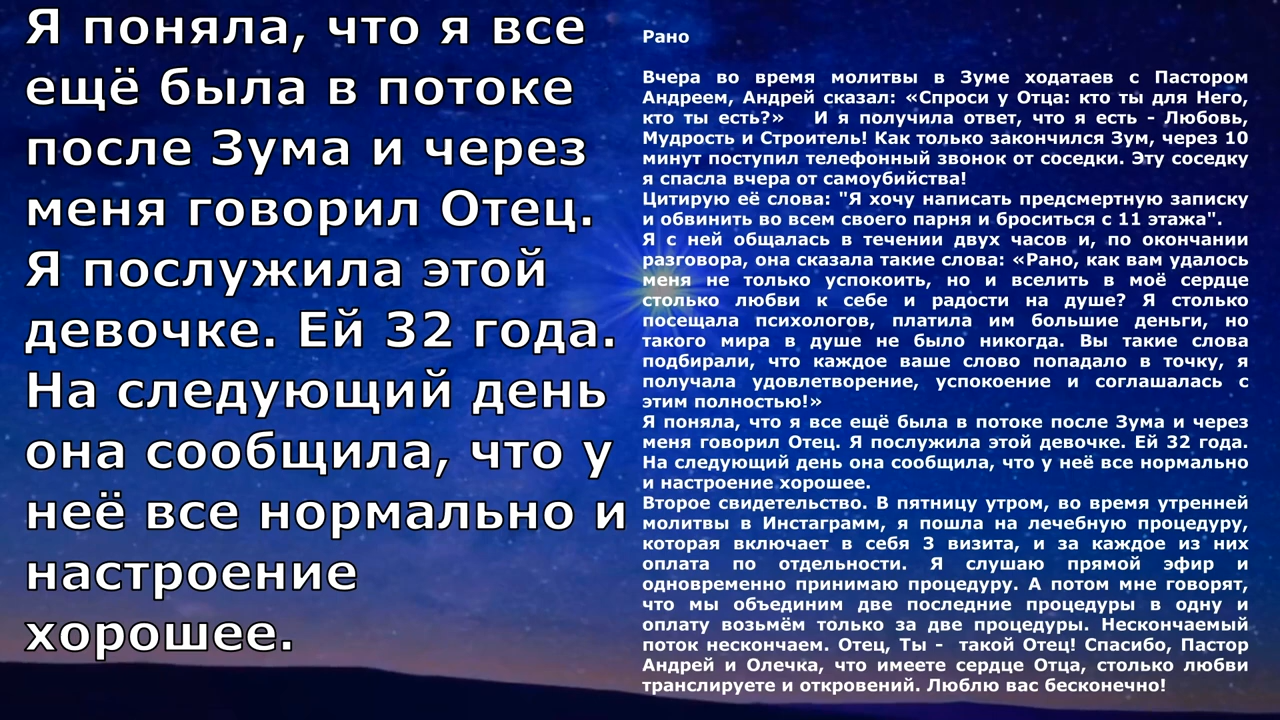 Я поняла, что я все
ещё была в потоке
после Зума и через
меня говорил Отец.
Я послужила этой
девочке. Ей 32 года.
На следующий день
она сообщила, что у
неё все нормально и
настроение
хорошее.
Рано
Вчера во время молитвы в Зуме ходатаев с Пастором
Андреем, Андрей сказал: «Спроси у Отца: кто ты для Него,
кто ты есть?» И я получила ответ, что я есть - Любовь,
Мудрость и Строитель! Как только закончился Зум, через 10
минут поступил телефонный звонок от соседки. Эту соседку
я спасла вчера от самоубийства!
Цитирую её слова: "Я хочу написать предсмертную записку
и обвинить во всем своего парня и броситься с 11 этажа".
Я с ней общалась в течении двух часов и, по окончании
разговора, она сказала такие слова: «Рано, как вам удалось
меня не только успокоить, но и вселить в моё сердце
столько любви к себе и радости на душе? Я столько
посещала психологов, платила им большие деньги, но
такого мира в душе не было никогда. Вы такие слова
подбирали, что каждое ваше слово попадало в точку, я
получала удовлетворение, успокоение и соглашалась с
этим полностью!»
Я поняла, что я все ещё была в потоке после Зума и через
меня говорил Отец. Я послужила этой девочке. Ей 32 года.
На следующий день она сообщила, что у неё все нормально
и настроение хорошее.
Второе свидетельство. В пятницу утром, во время утренней
молитвы в Инстаграмм, я пошла на лечебную процедуру,
которая включает в себя 3 визита, и за каждое из них
оплата по отдельности. Я слушаю прямой эфир и
одновременно принимаю процедуру. А потом мне говорят,
что мы объединим две последние процедуры в одну и
оплату возьмём только за две процедуры. Нескончаемый
поток нескончаем. Отец, Ты - такой Отец! Спасибо, Пастор
Андрей и Олечка, что имеете сердце Отца, столько любви
транслируете и откровений. Люблю вас бесконечно!